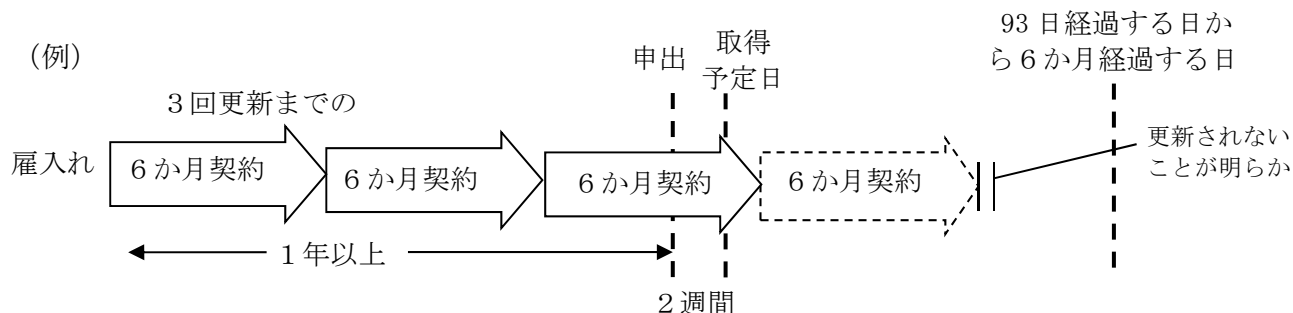 (例)
３回更新までの
申出
取得
予定日
93 日経過する日か
ら６か月経過する日
雇入れ
６か月契約
６か月契約
６か月契約
６か月契約
更新されない
ことが明らか
１年以上
２週間